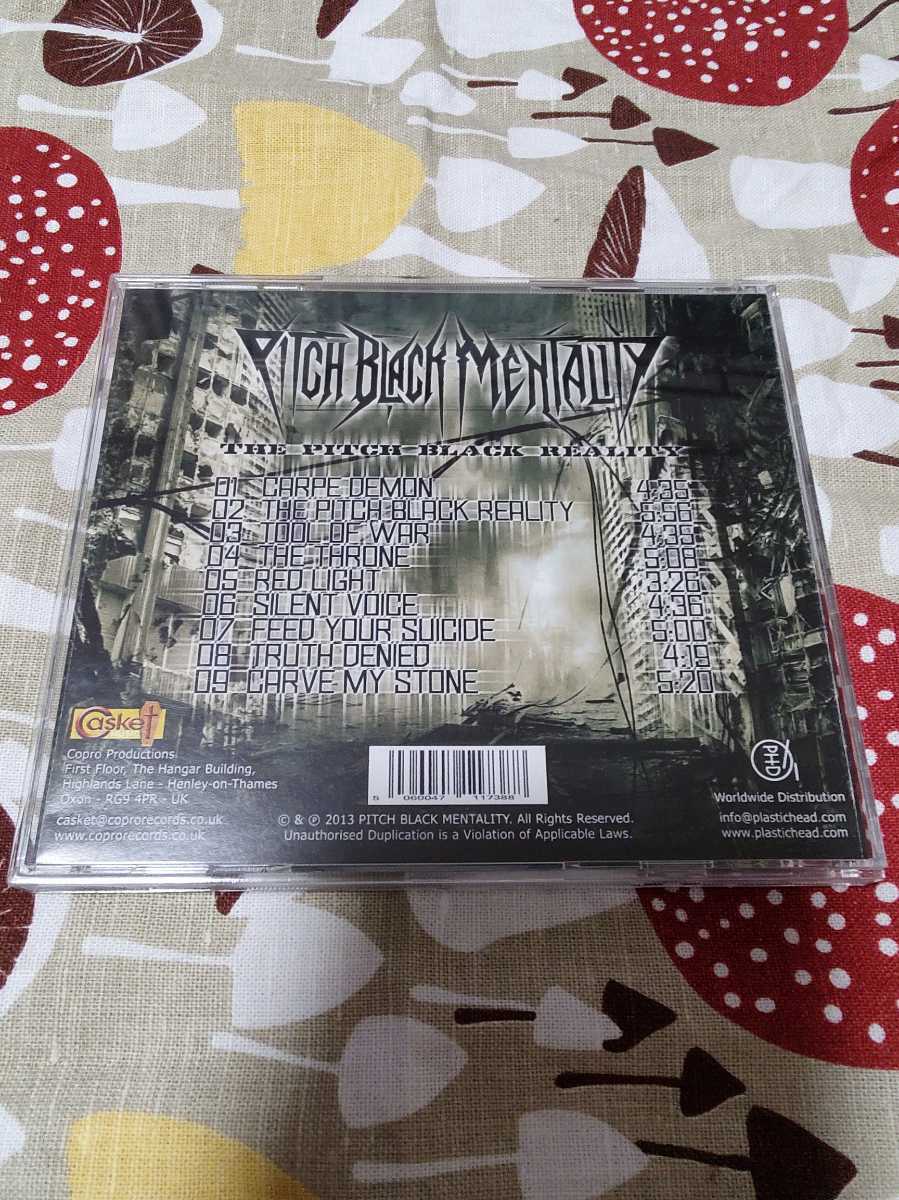 PITCH BLACK MENTALITY
THE PITCH BLACK REALITY
01 CARPE DEMON 4:35
02 THE PITCH BLACK REALITY 5:56
03 TOOL OF WAR 4:39
04 THE THRONE 5:08
05 RED LIGHT 3:26
06 SILENT VOICE 4:36
07 FEED YOUR SUICIDE 5:00
08 TRUTH DENIED 4:19
09 CARVE MY STONE 5:20
Casket
Copro Productions
First Floor, The Hangar Building,
Highlands Lane - Henley-on-Thames
Oxon - RG9 4PR - UK
casket@coprorecords.co.uk
www.coprorecords.co.uk
5 060047 117388
© & ℗ 2013 PITCH BLACK MENTALITY. All Rights Reserved.
Unauthorised Duplication is a Violation of Applicable Laws.
PHD
Worldwide Distribution
info@plastichead.com
www.plastichead.com